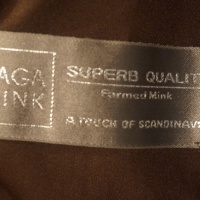 AGA
INK
SUPERB QUALIT
Farmed Mink
A TOUCH OF SCANDINAV